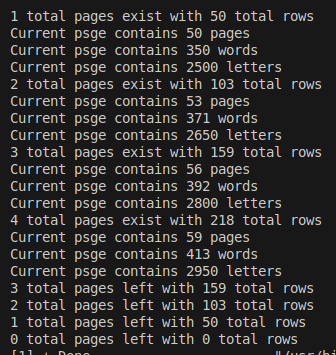 1 total pages exist with 50 total rows
Current psge contains 50 pages
Current psge contains 350 words
Current psge contains 2500 letters
2 total pages exist with 103 total rows
Current psge contains 53 pages
Current psge contains 371 words
Current psge contains 2650 letters
3 total pages exist with 159 total rows
Current psge contains 56 pages
Current psge contains 392 words
Current psge contains 2800 letters
4 total pages exist with 218 total rows
Current psge contains 59 pages
Current psge contains 413 words
Current psge contains 2950 letters
3 total pages left with 159 total rows
2 total pages left with 103 total rows
1 total pages left with 50 total rows
0 total pages left with 0 total rows
[1] + Done "/usr/bi